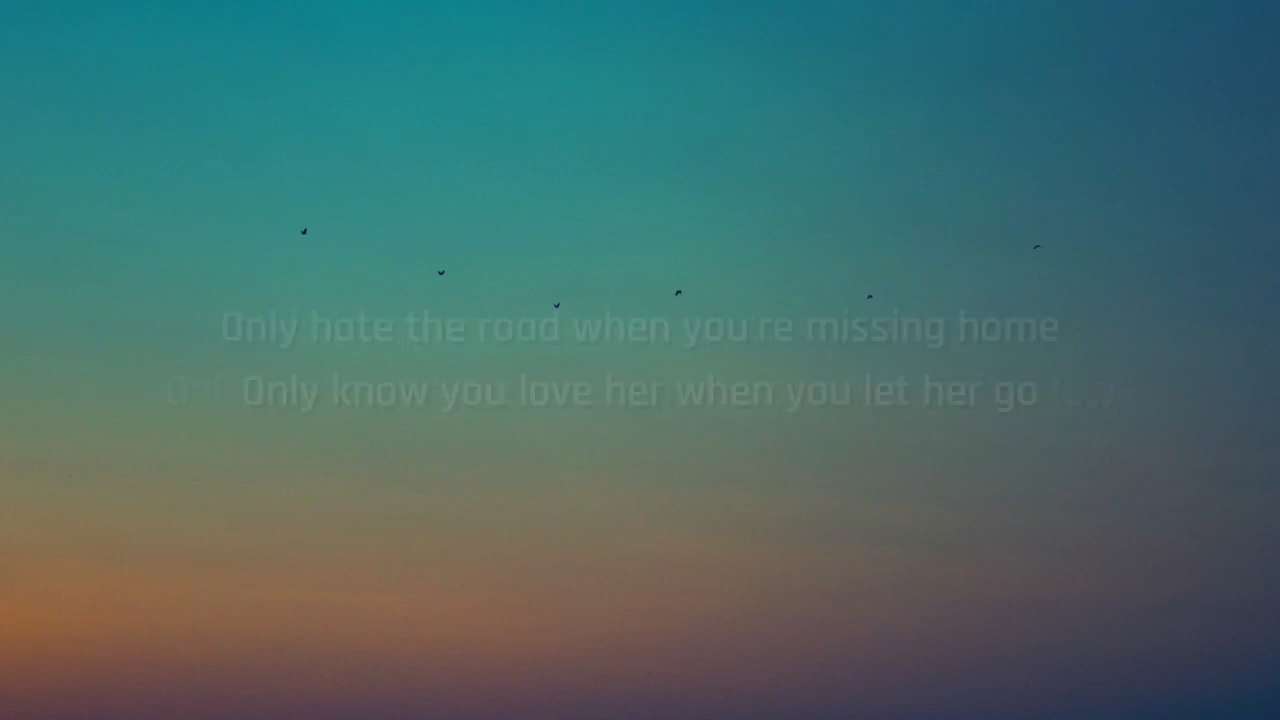 Only hate the road when you're missing home
Only know you love her when you let her go